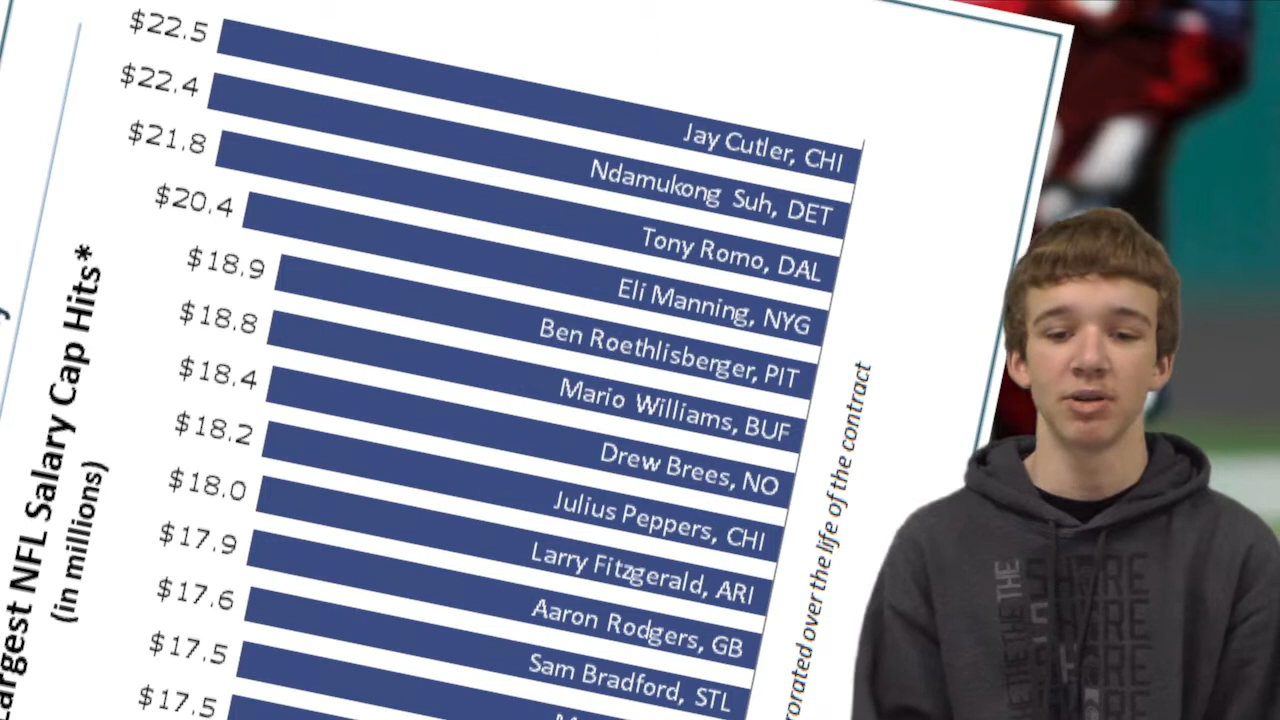 Largest NFL Salary Cap Hits*
(in millions)
$22.5 Jay Cutler, CHI
$22.4 Ndamukong Suh, DET
$21.8 Tony Romo, DAL
$20.4 Eli Manning, NYG
$18.9 Ben Roethlisberger, PIT
$18.8 Mario Williams, BUF
$18.4 Drew Brees, NO
$18.2 Julius Peppers, CHI
$18.0 Larry Fitzgerald, ARI
$17.9 Aaron Rodgers, GB
$17.6 Sam Bradford, STL
$17.5
$17.5
over the life of the contract